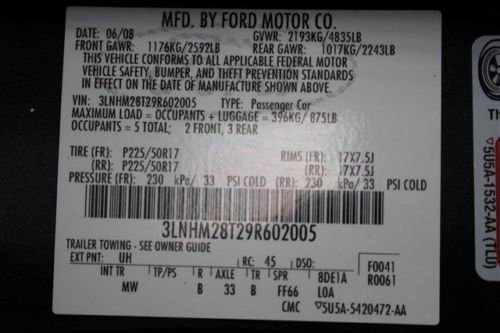 MFD. BY FORD MOTOR CO.
DATE: 06/08 GVWR: 2193KG/4835LB
FRONT GAWR: 1176KG/2592LB REAR GAWR: 1017KG/2243LB
THIS VEHICLE CONFORMS TO ALL APPLICABLE FEDERAL MOTOR
VEHICLE SAFETY, BUMPER, AND THEFT PREVENTION STANDARDS
IN EFFECT ON THE DATE OF MANUFACTURE SHOWN ABOVE.
VIN: 3LNHM28T29R602005 TYPE: Passenger Car
MAXIMUM LOAD = OCCUPANTS + LUGGAGE = 396KG/ 875LB
OCCUPANTS = 5 TOTAL; 2 FRONT, 3 REAR
TIRE (FR): P225/50R17 RIMS (FR): 17X7.5J
(RR): P225/50R17 (RR): 17X7.5J
PRESSURE (FR): 230 kPa/ 33 PSI COLD (RR): 230 kPa/ 33 PSI COLD
3LNHM28T29R602005
TRAILER TOWING - SEE OWNER GUIDE
EXT PNT: UH RC: 45 DSO: F0041
R0061
INT TR TP/PS R AXLE TR SPR 8DE1A
MW B 33 B FF66 LOA
CMC 5U5A-5420472-AA
5U5A-1532-AA (TLU)